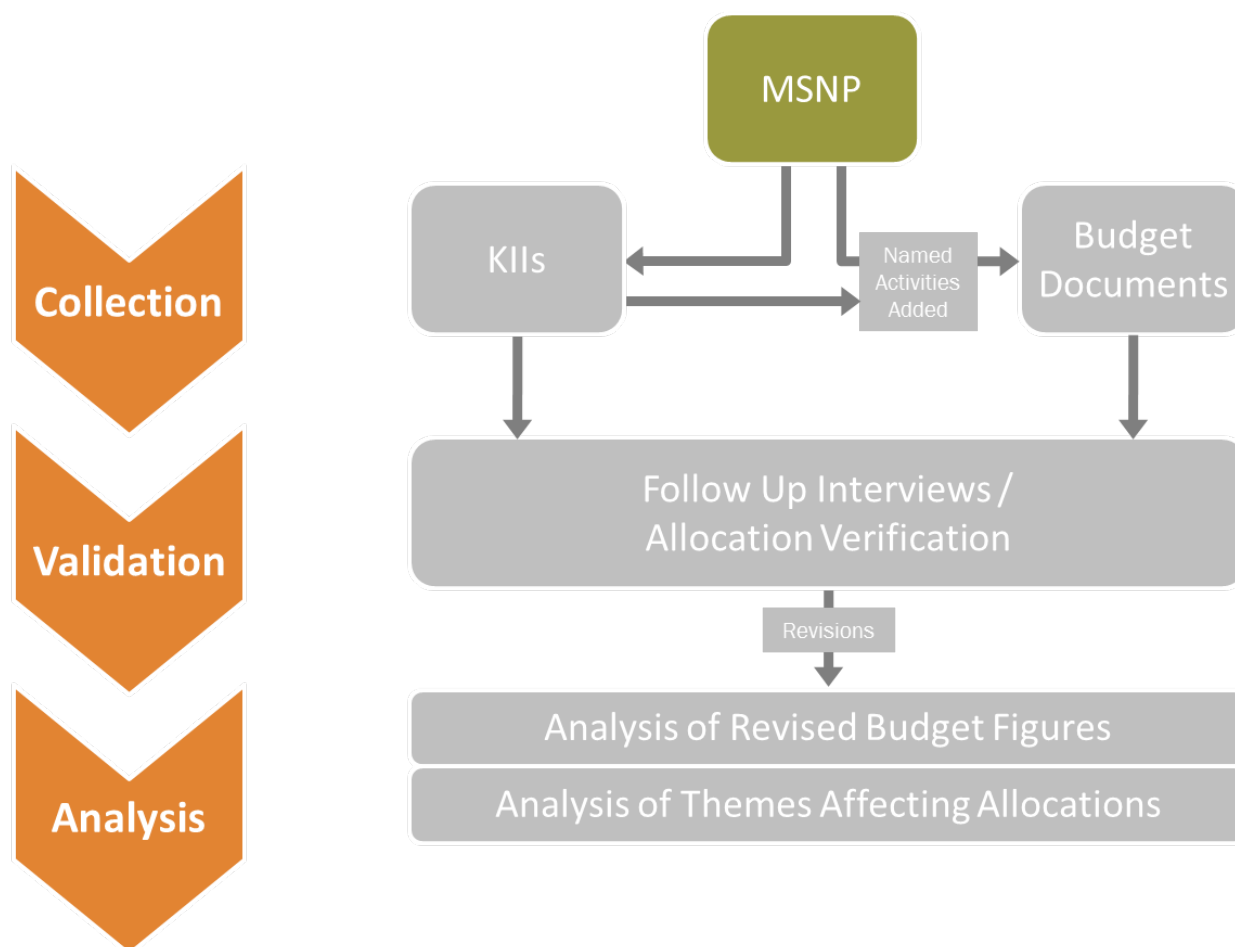 MSNP
KIIs
Named
Activities
Added
Budget
Documents
Collection
Follow Up Interviews /
Allocation Verification
Validation
Revisions
Analysis of Revised Budget Figures
Analysis of Themes Affecting Allocations
Analysis